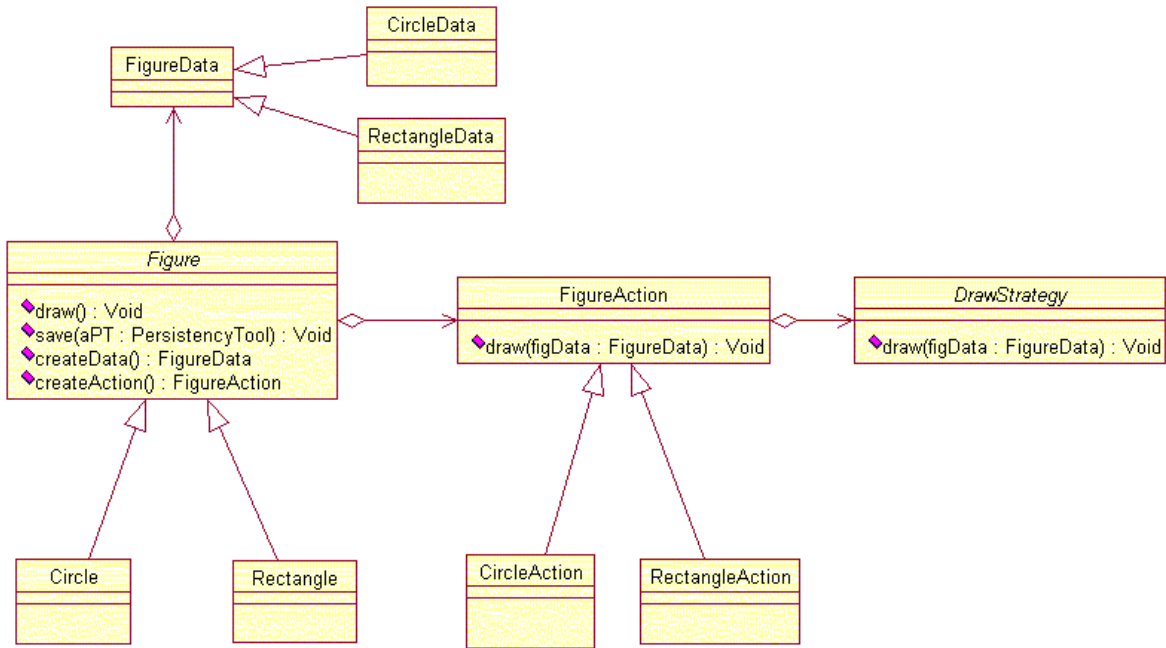 CircleData
FigureData
RectangleData
Figure
draw() : Void
save(aPT : PersistencyTool) : Void
createData() : FigureData
createAction() : FigureAction
FigureAction
draw(figData : FigureData) : Void
DrawStrategy
draw(figData : FigureData) : Void
Circle
Rectangle
CircleAction
RectangleAction